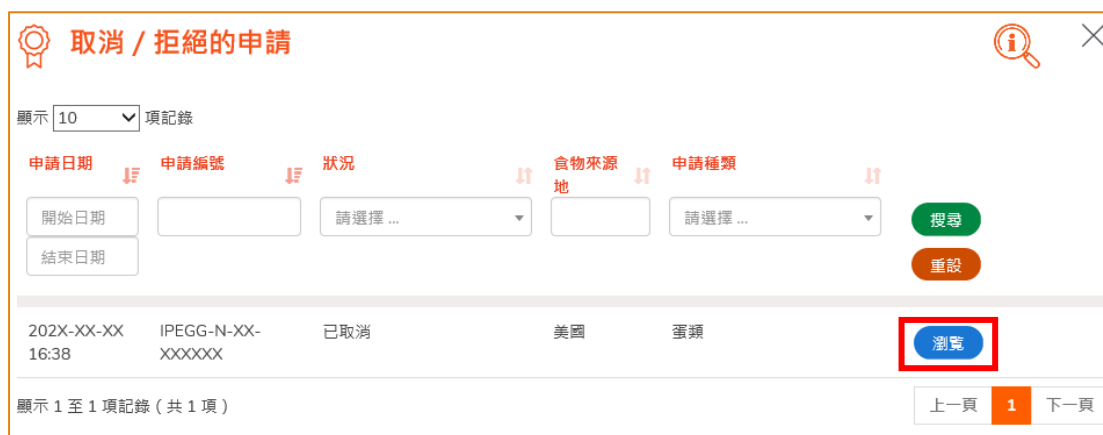 取消 / 拒絕的申請
顯示 10 項記錄
申請日期 申請編號 狀況 食物來源地 申請種類
開始日期 請選擇 ... 請選擇 ... 搜尋
結束日期 重設
202X-XX-XX 16:38 IPEGG-N-XX-XXXXXX 已取消 美國 蛋類 瀏覽
顯示 1 至 1 項記錄 ( 共 1 項 ) 上一頁 1 下一頁